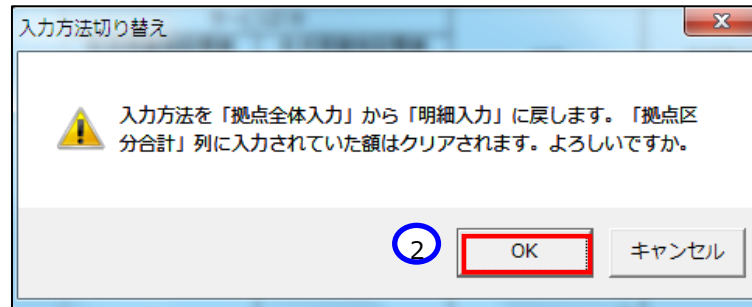 入力方法切り替え
入力方法を「拠点全体入力」から「明細入力」に戻します。「拠点区
分合計」列に入力されていた額はクリアされます。よろしいですか。
2
OK
キャンセル